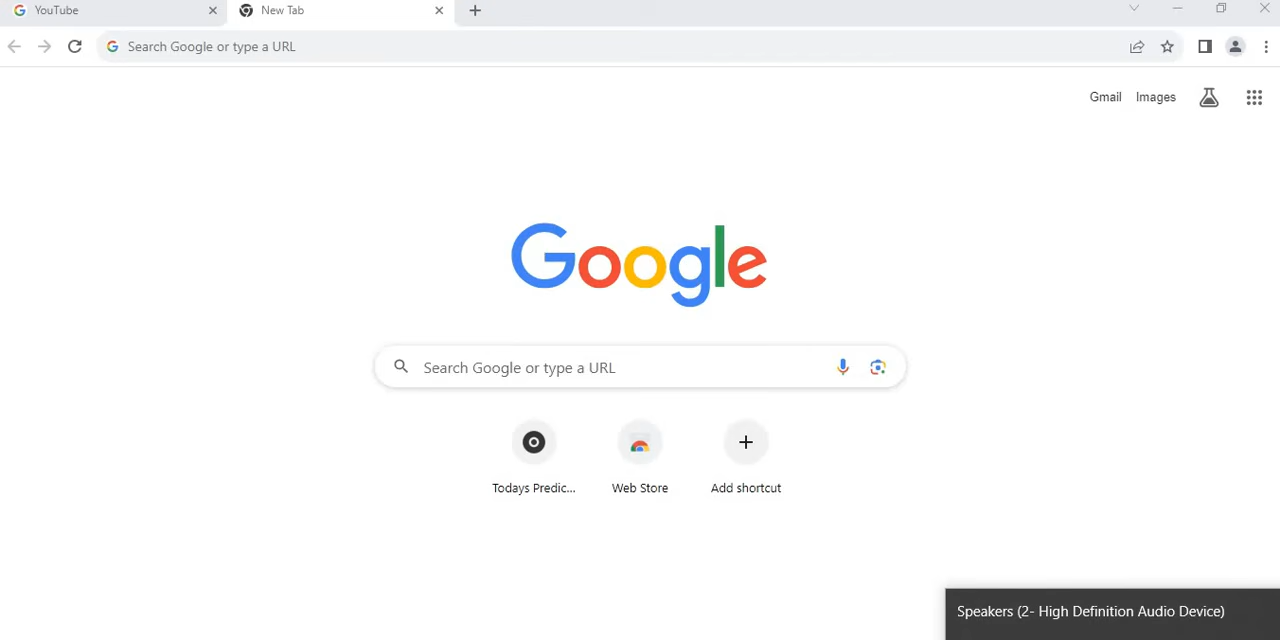 YouTube
New Tab
Search Google or type a URL
Gmail Images
Google
Search Google or type a URL
Todays Predic... Web Store Add shortcut
Speakers (2- High Definition Audio Device)